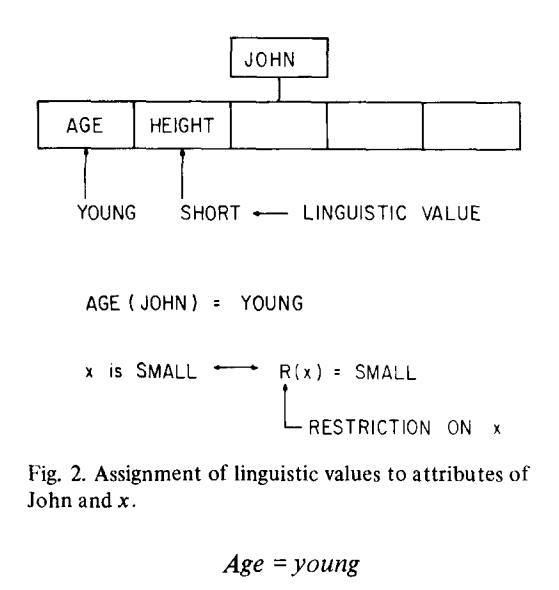 JOHN
AGE HEIGHT
YOUNG SHORT ← LINGUISTIC VALUE
AGE ( JOHN ) = YOUNG
x is SMALL ⟷ R(x) = SMALL
RESTRICTION ON x
Fig. 2. Assignment of linguistic values to attributes of
John and x.
Age = young